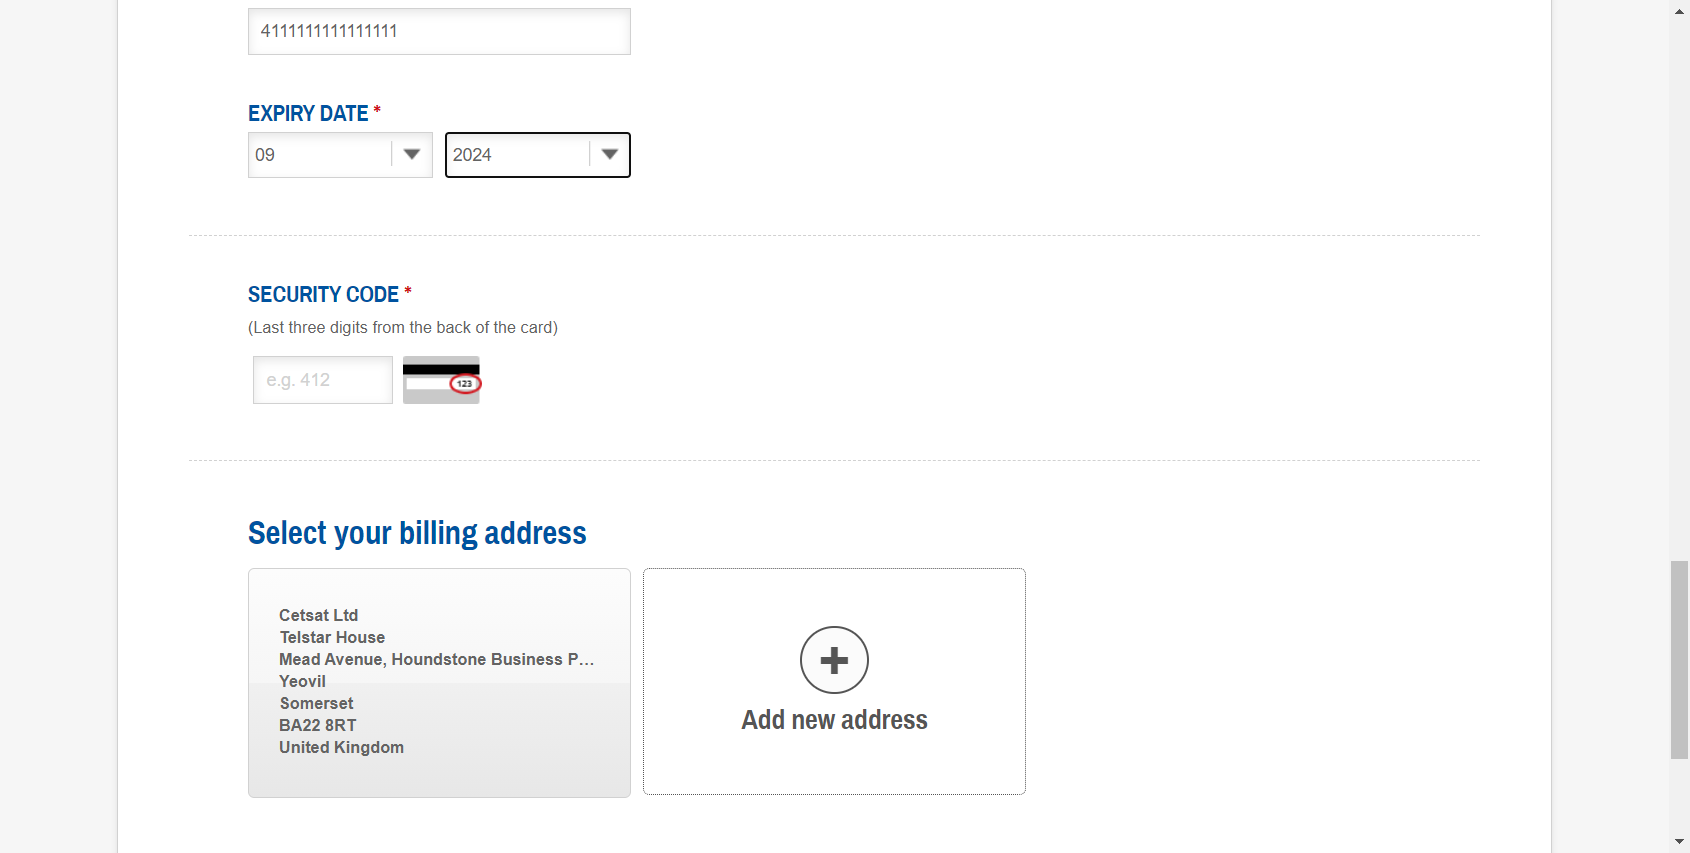 4111111111111111
EXPIRY DATE *
09 2024
SECURITY CODE *
(Last three digits from the back of the card)
e.g. 412
123
Select your billing address
Cetsat Ltd
Telstar House
Mead Avenue, Houndstone Business P...
Yeovil
Somerset
BA22 8RT
United Kingdom
Add new address